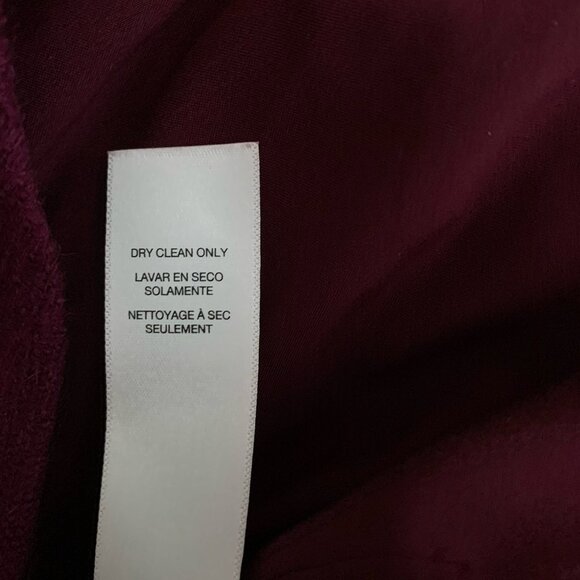 DRY CLEAN ONLY
LAVAR EN SECO
SOLAMENTE
NETTOYAGE À SEC
SEULEMENT